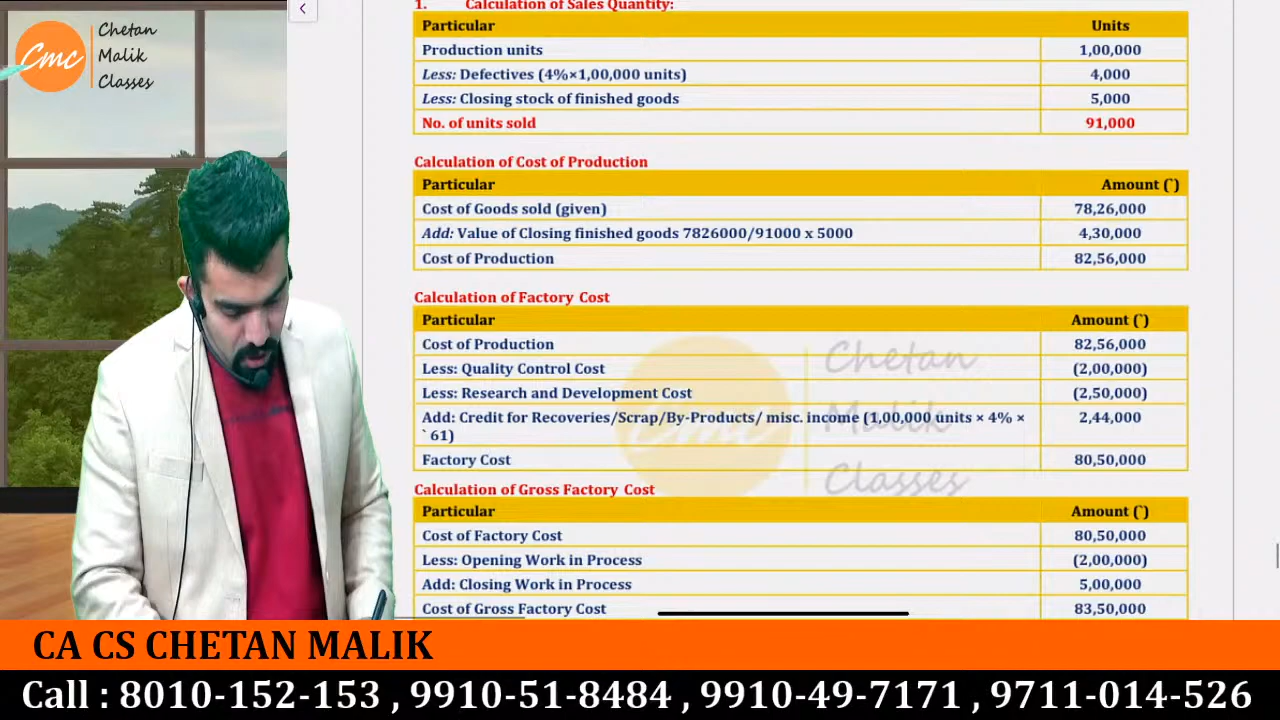 cmc
Chetan
Malik
Classes
1. Calculation of Sales Quantity:
Particular Units
Production units 1,00,000
Less: Defectives (4%×1,00,000 units) 4,000
Less: Closing stock of finished goods 5,000
No. of units sold 91,000
Calculation of Cost of Production
Particular Amount (`)
Cost of Goods sold (given) 78,26,000
Add: Value of Closing finished goods 7826000/91000 x 5000 4,30,000
Cost of Production 82,56,000
Calculation of Factory Cost
Particular Amount (`)
Cost of Production 82,56,000
Less: Quality Control Cost (2,00,000)
Less: Research and Development Cost (2,50,000)
Add: Credit for Recoveries/Scrap/By-Products/ misc. income (1,00,000 units × 4% × 2,44,000
` 61)
Factory Cost 80,50,000
Chetan
Malik
Classes
cmc
Calculation of Gross Factory Cost
Particular Amount (`)
Cost of Factory Cost 80,50,000
Less: Opening Work in Process (2,00,000)
Add: Closing Work in Process 5,00,000
Cost of Gross Factory Cost 83,50,000
CA CS CHETAN MALIK
Call : 8010-152-153 , 9910-51-8484 , 9910-49-7171 , 9711-014-526